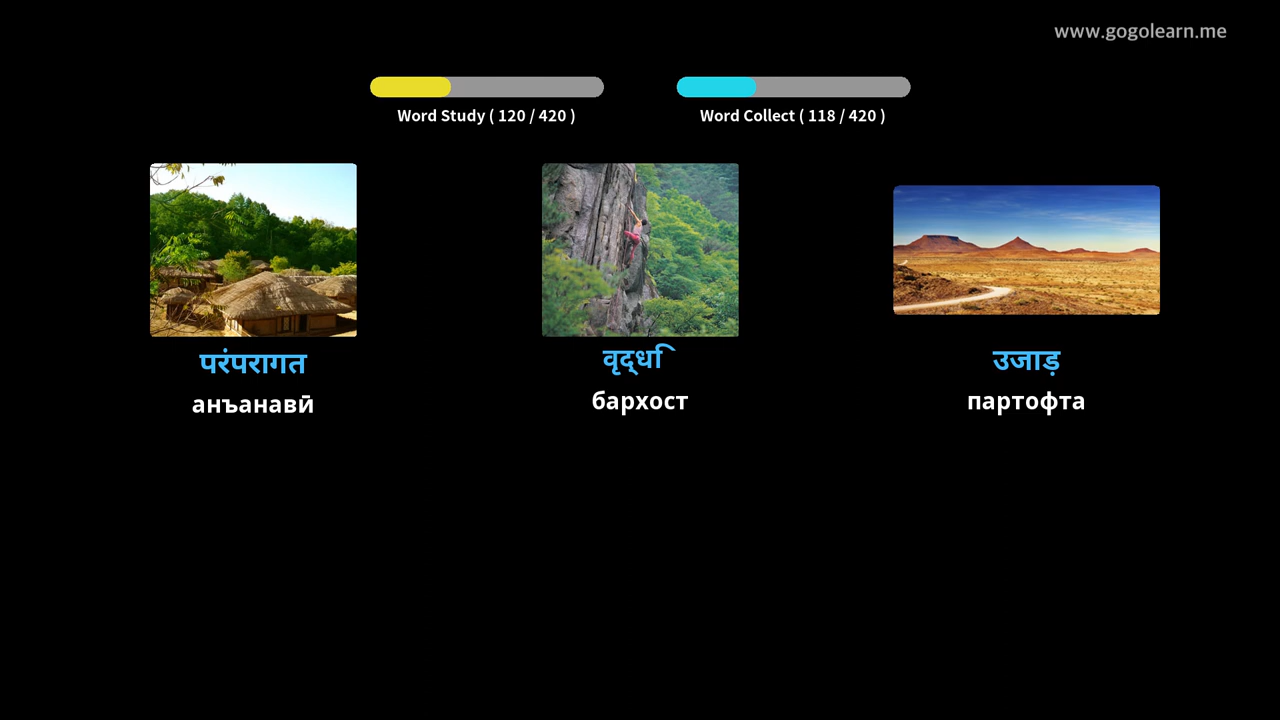 www.gogolearn.me
Word Study ( 120 / 420 )
Word Collect ( 118 / 420 )
परंपरागत
वृद्धि
उजाड़
анъанавӣ
бархост
партофта